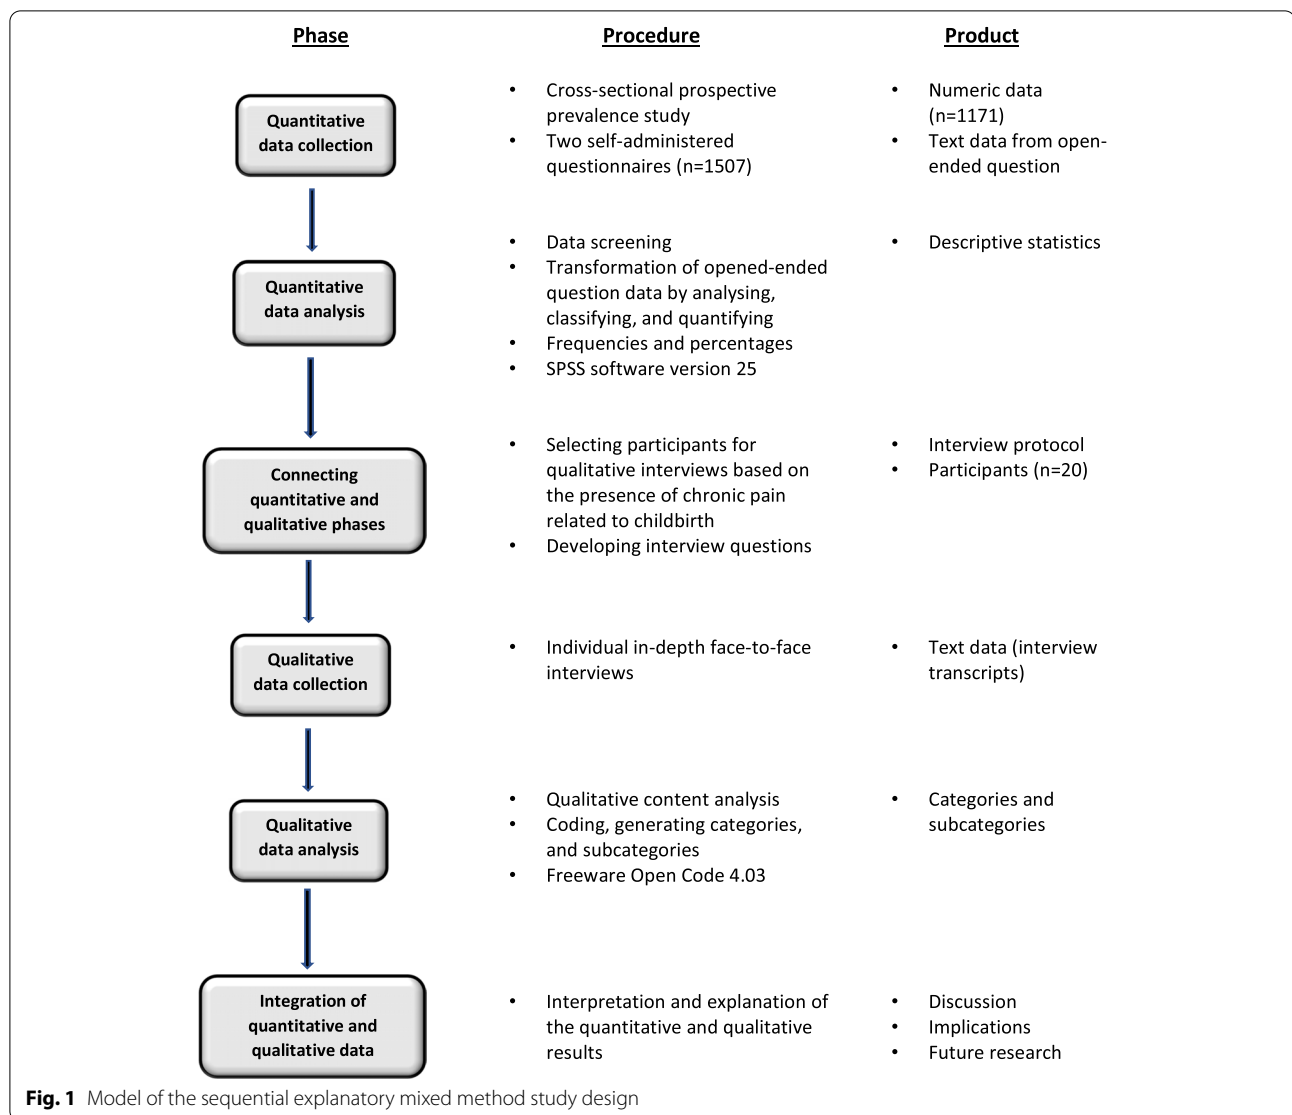 Phase
Procedure
Product
Quantitative
data collection
• Cross-sectional prospective
prevalence study
• Two self-administered
questionnaires (n=1507)
• Numeric data
(n=1171)
• Text data from open-
ended question
Quantitative
data analysis
• Data screening
• Transformation of opened-ended
question data by analysing,
classifying, and quantifying
• Frequencies and percentages
• SPSS software version 25
• Descriptive statistics
Connecting
quantitative and
qualitative phases
• Selecting participants for
qualitative interviews based on
the presence of chronic pain
related to childbirth
• Developing interview questions
• Interview protocol
• Participants (n=20)
Qualitative
data collection
• Individual in-depth face-to-face
interviews
• Text data (interview
transcripts)
Qualitative
data analysis
• Qualitative content analysis
• Coding, generating categories,
and subcategories
• Freeware Open Code 4.03
• Categories and
subcategories
Integration of
quantitative and
qualitative data
• Interpretation and explanation of
the quantitative and qualitative
results
• Discussion
• Implications
• Future research
Fig. 1 Model of the sequential explanatory mixed method study design